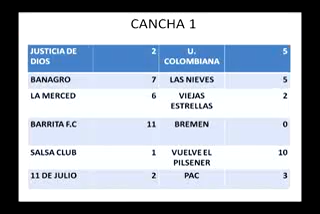 CANCHA 1
JUSTICIA DE DIOS 2 U. COLOMBIANA 5
BANAGRO 7 LAS NIEVES 5
LA MERCED 6 VIEJAS ESTRELLAS 2
BARRITA F.C 11 BREMEN 0
SALSA CLUB 1 VUELVE EL PILSENER 10
11 DE JULIO 2 PAC 3